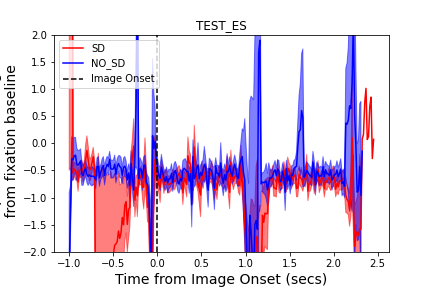 TEST_ES
SD
NO_SD
Image Onset
from fixation baseline
2.0
1.5
1.0
0.5
0.0
−0.5
−1.0
−1.5
−2.0
−1.0 −0.5 0.0 0.5 1.0 1.5 2.0 2.5
Time from Image Onset (secs)